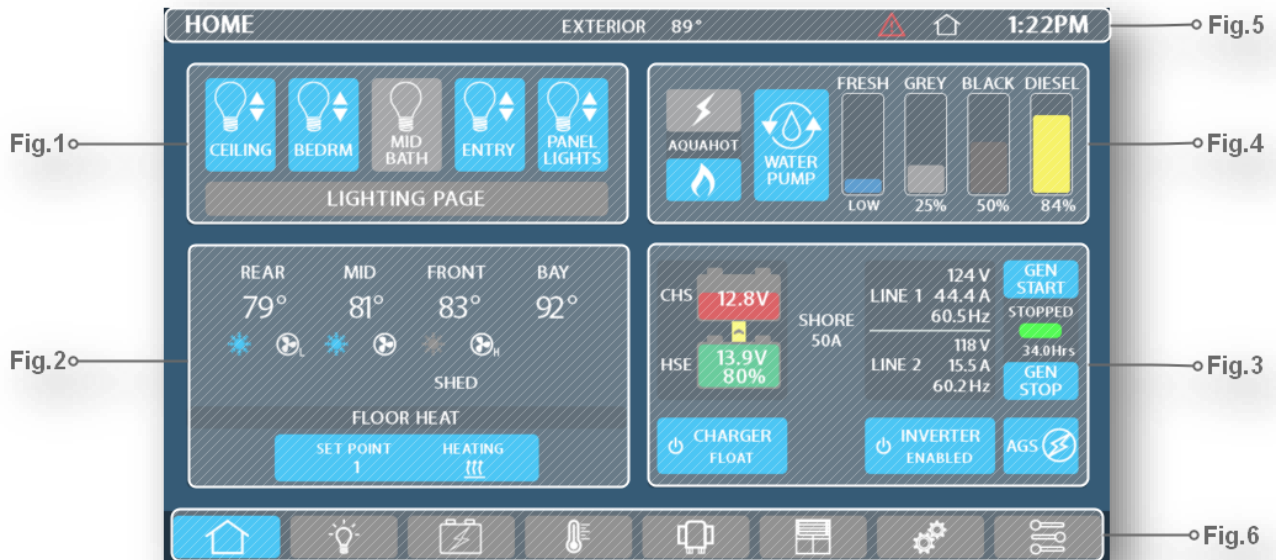 HOME EXTERIOR 89° 1:22PM
Fig.5
Fig.1
CEILING BEDRM MID BATH ENTRY PANEL LIGHTS
LIGHTING PAGE
FRESH GREY BLACK DIESEL
AQUAHOT
WATER PUMP
LOW 25% 50% 84%
Fig.4
Fig.2
REAR MID FRONT BAY
79° 81° 83° 92°
L H
SHED
FLOOR HEAT
SET POINT HEATING
1
CHS 12.8V
HSE 13.9V
80%
SHORE
50A
LINE 1 124 V
44.4 A
60.5Hz
LINE 2 118 V
15.5 A
60.2 Hz
GEN
START
STOPPED
34.0Hrs
GEN
STOP
CHARGER
FLOAT
INVERTER
ENABLED
AGS
Fig.3
Fig.6